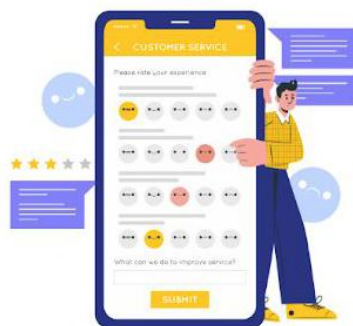 CUSTOMER SERVICE
Please rate your experience
What can we do to improve service?
SUBMIT